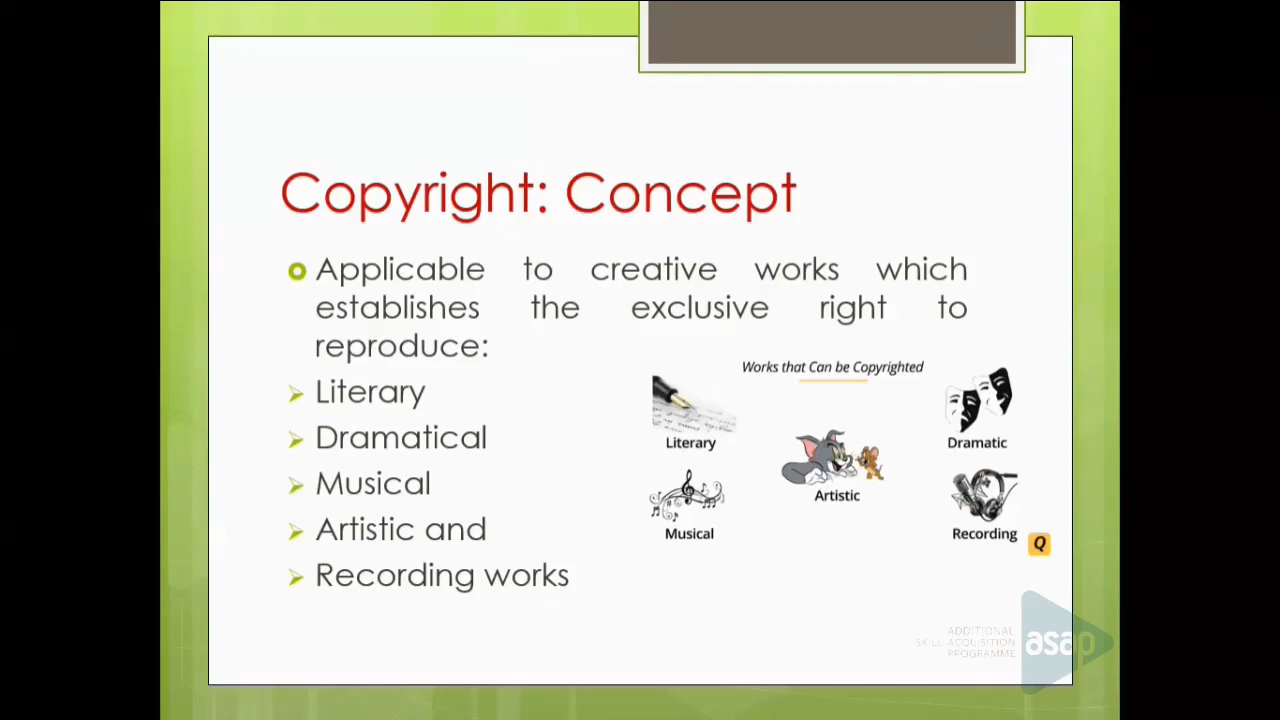 Copyright: Concept
Applicable to creative works which
establishes the exclusive right to
reproduce:
Literary
Dramatical
Musical
Artistic and
Recording works
Works that Can be Copyrighted
Literary
Dramatic
Artistic
Musical
Recording
Q
ADDITIONAL
SKILL ACQUISITION
PROGRAMME
asap